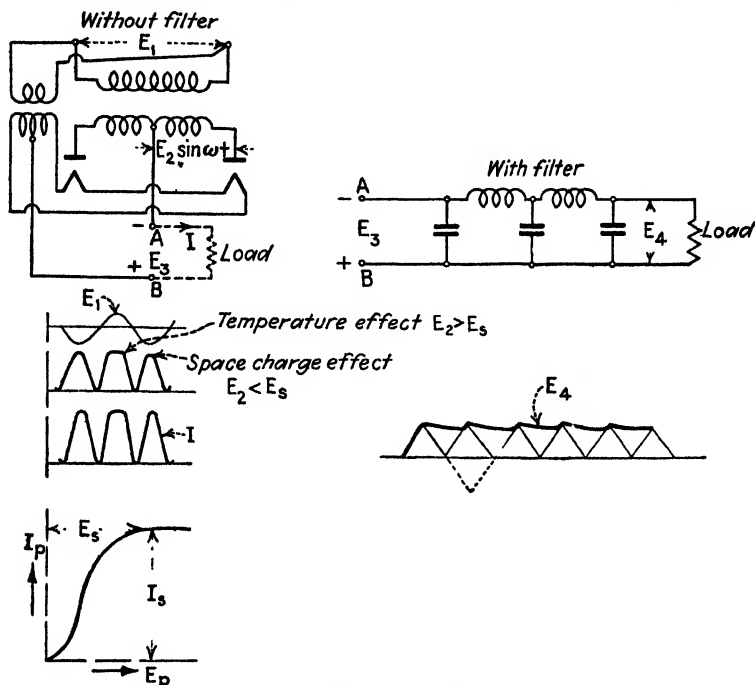 Without filter
E1
E2 sin ωt
- A I
Load
E3
+ B
With filter
- A
E3
E4
Load
+ B
E1
Temperature effect E2>Es
Space charge effect
E2<Es
I
E4
Es
Ip
Is
Ep